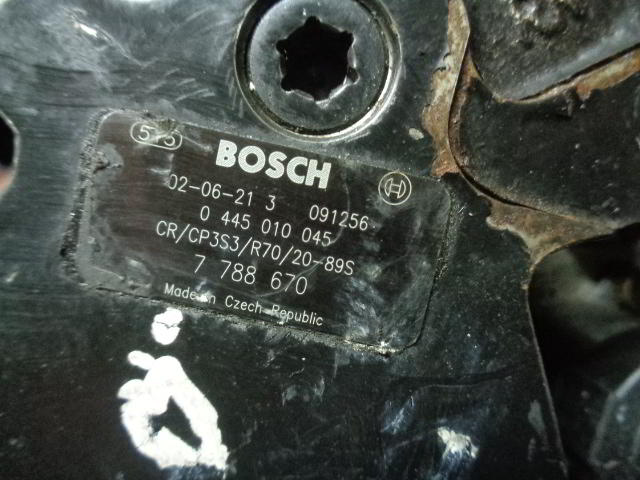 575
BOSCH
02-06-21 3 091256
0 445 010 045
CR/CP3S3/R70/20-89S
7 788 670
Made in Czech Republic